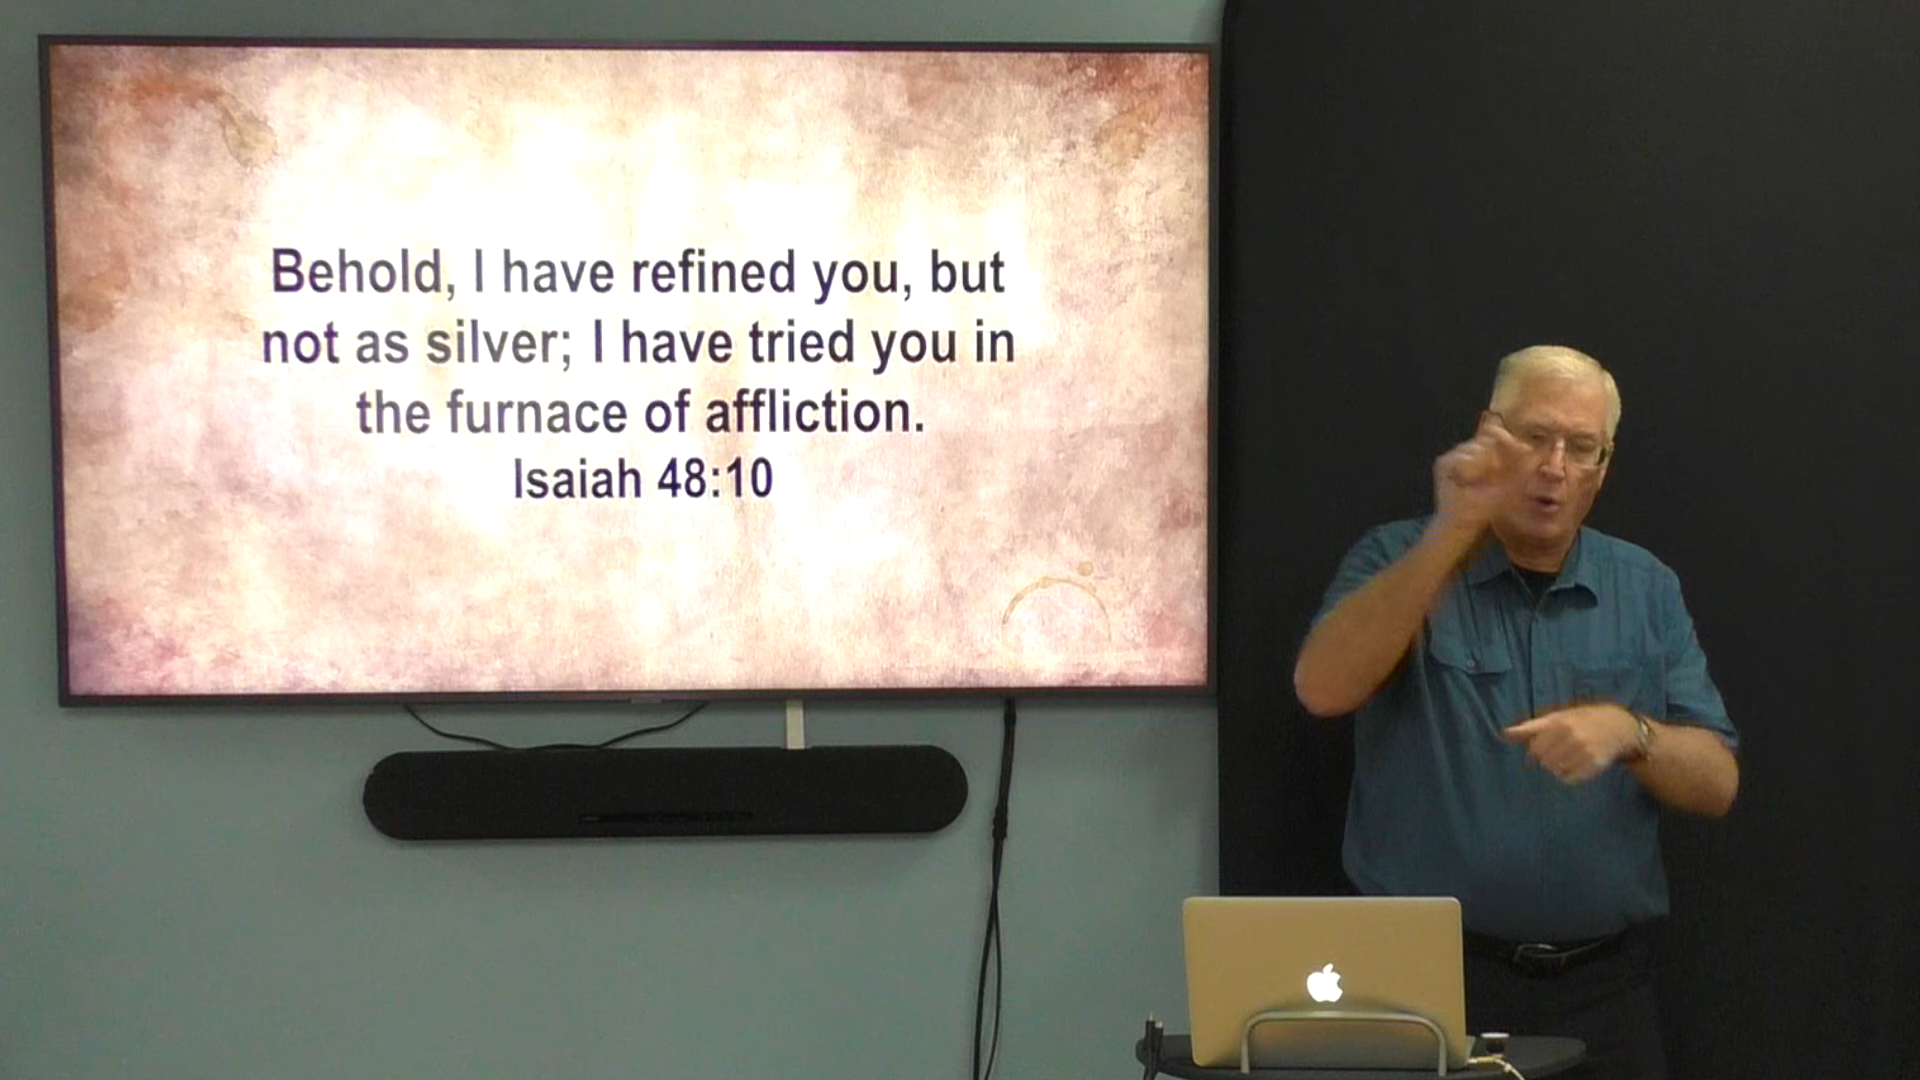 Behold, I have refined you, but
not as silver; I have tried you in
the furnace of affliction.
Isaiah 48:10